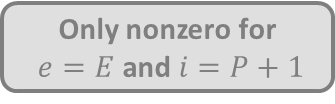 Only nonzero for
e = E and i = P + 1